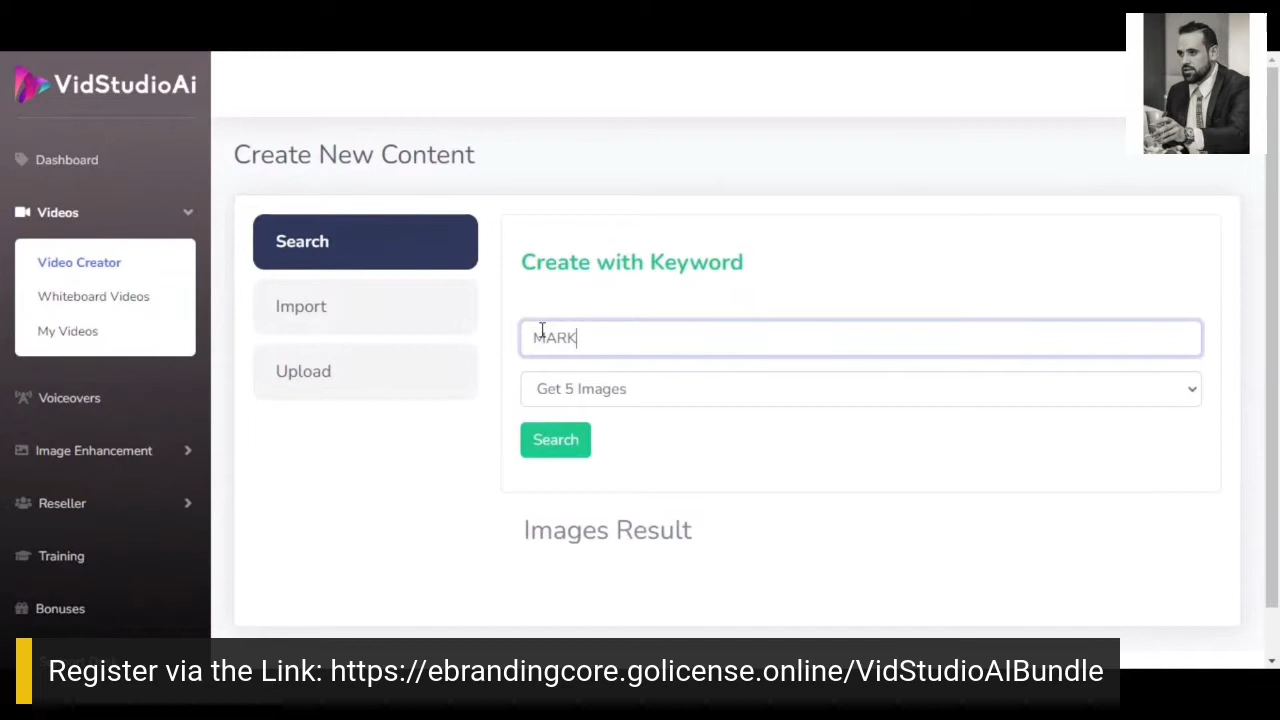 VidStudioAi
Dashboard
Videos
Video Creator
Whiteboard Videos
My Videos
Voiceovers
Image Enhancement
Reseller
Training
Bonuses
Create New Content
Search
Import
Upload
Create with Keyword
MARK
Get 5 Images
Search
Images Result
Register via the Link: https://ebrandingcore.golicense.online/VidStudioAIBundle